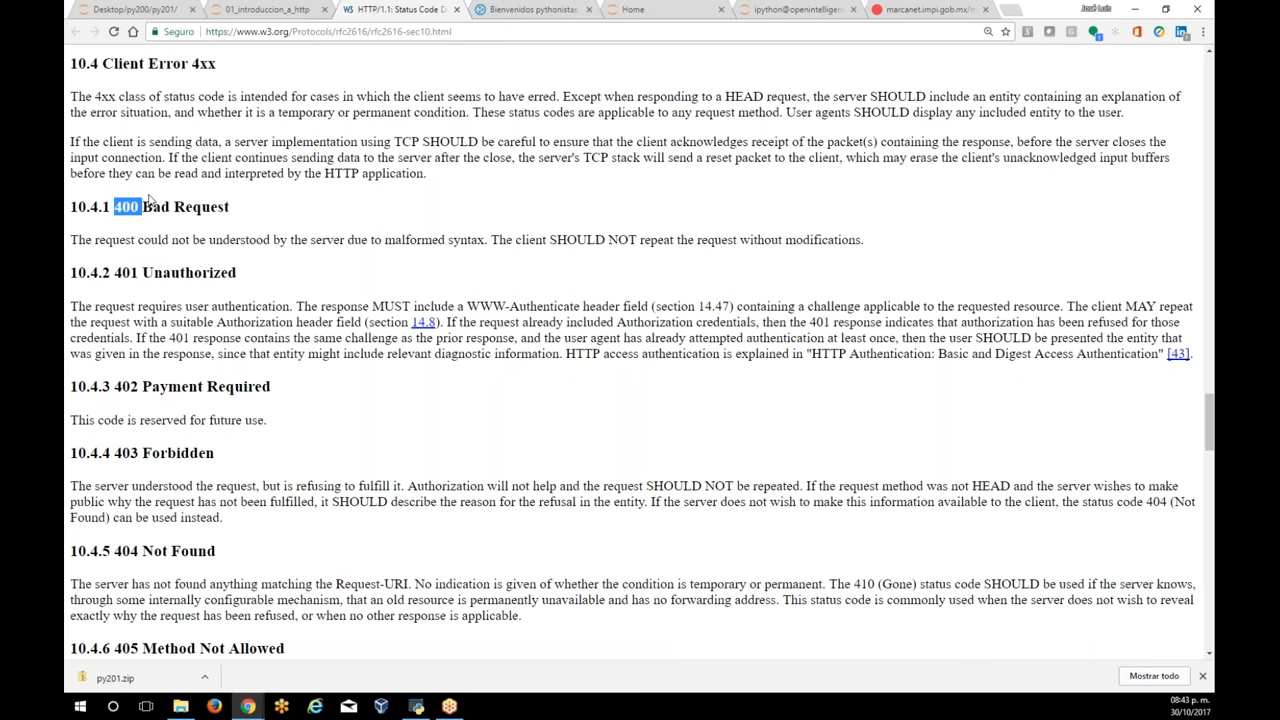 José Luis
Desktop/py200/py201/
01_introduccion_a_http
HTTP/1.1: Status Code D
Bienvenidos pythonistas
Home
ipython@openintelligen
marcanet.impi.gob.mx/m
Seguro
https://www.w3.org/Protocols/rfc2616/rfc2616-sec10.html
10.4 Client Error 4xx
The 4xx class of status code is intended for cases in which the client seems to have erred. Except when responding to a HEAD request, the server SHOULD include an entity containing an explanation of
the error situation, and whether it is a temporary or permanent condition. These status codes are applicable to any request method. User agents SHOULD display any included entity to the user.
If the client is sending data, a server implementation using TCP SHOULD be careful to ensure that the client acknowledges receipt of the packet(s) containing the response, before the server closes the
input connection. If the client continues sending data to the server after the close, the server's TCP stack will send a reset packet to the client, which may erase the client's unacknowledged input buffers
before they can be read and interpreted by the HTTP application.
10.4.1 400 Bad Request
The request could not be understood by the server due to malformed syntax. The client SHOULD NOT repeat the request without modifications.
10.4.2 401 Unauthorized
The request requires user authentication. The response MUST include a WWW-Authenticate header field (section 14.47) containing a challenge applicable to the requested resource. The client MAY repeat
the request with a suitable Authorization header field (section 14.8). If the request already included Authorization credentials, then the 401 response indicates that authorization has been refused for those
credentials. If the 401 response contains the same challenge as the prior response, and the user agent has already attempted authentication at least once, then the user SHOULD be presented the entity that
was given in the response, since that entity might include relevant diagnostic information. HTTP access authentication is explained in "HTTP Authentication: Basic and Digest Access Authentication" [43].
10.4.3 402 Payment Required
This code is reserved for future use.
10.4.4 403 Forbidden
The server understood the request, but is refusing to fulfill it. Authorization will not help and the request SHOULD NOT be repeated. If the request method was not HEAD and the server wishes to make
public why the request has not been fulfilled, it SHOULD describe the reason for the refusal in the entity. If the server does not wish to make this information available to the client, the status code 404 (Not
Found) can be used instead.
10.4.5 404 Not Found
The server has not found anything matching the Request-URI. No indication is given of whether the condition is temporary or permanent. The 410 (Gone) status code SHOULD be used if the server knows,
through some internally configurable mechanism, that an old resource is permanently unavailable and has no forwarding address. This status code is commonly used when the server does not wish to reveal
exactly why the request has been refused, or when no other response is applicable.
10.4.6 405 Method Not Allowed
py201.zip
Mostrar todo
08:43 p. m.
30/10/2017